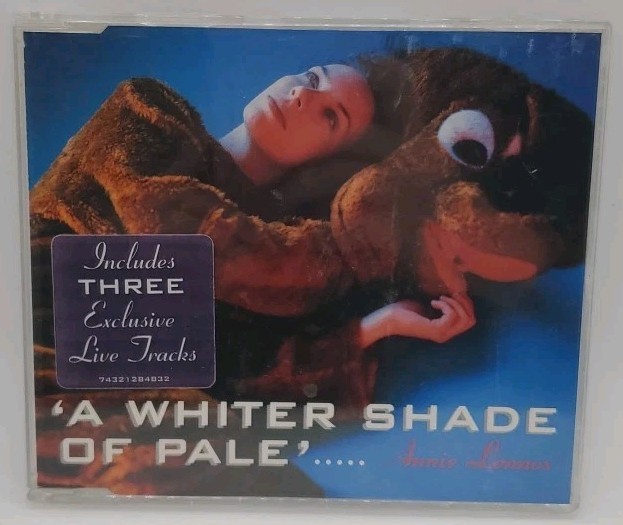 Includes
THREE
Exclusive
Live Tracks
74321284832
'A WHITER SHADE
OF PALE'..... Annie Lennox